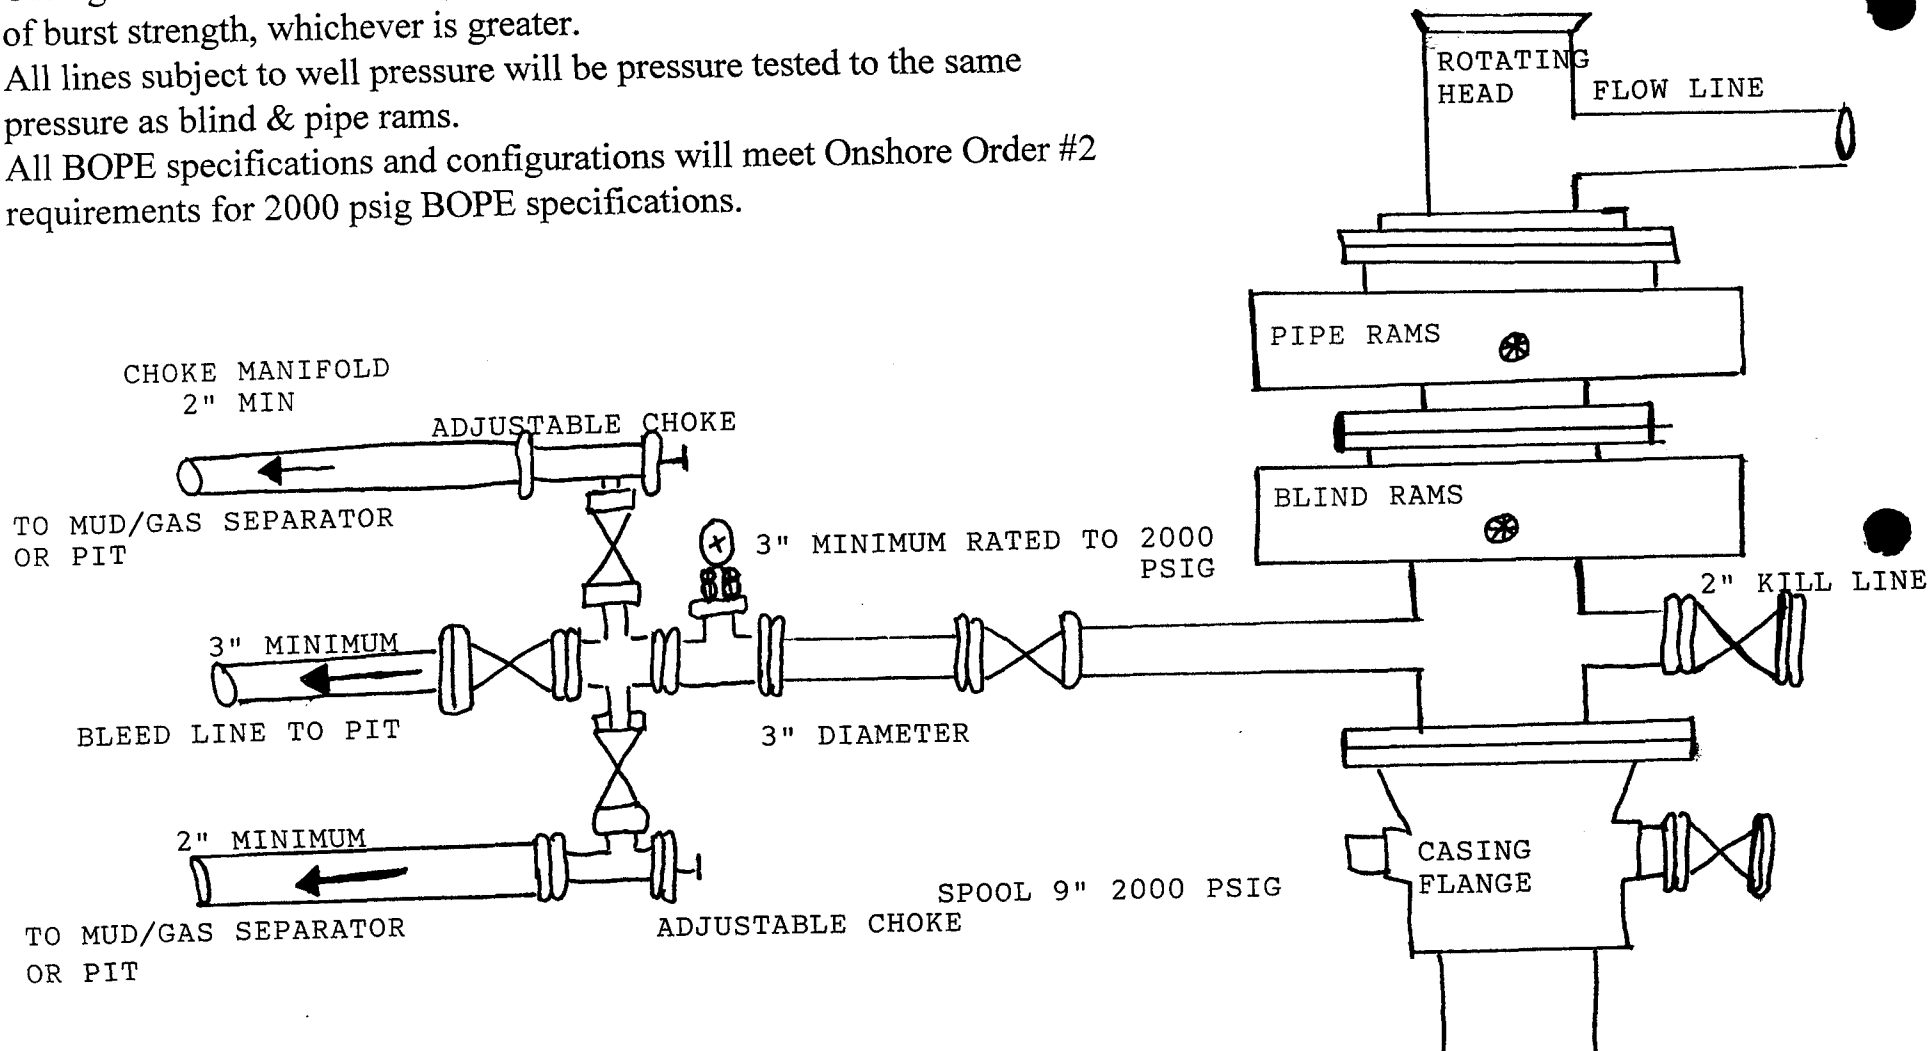 of burst strength, whichever is greater.
All lines subject to well pressure will be pressure tested to the same
pressure as blind & pipe rams.
All BOPE specifications and configurations will meet Onshore Order #2
requirements for 2000 psig BOPE specifications.
ROTATING
HEAD
FLOW LINE
PIPE RAMS
CHOKE MANIFOLD
2" MIN
ADJUSTABLE CHOKE
BLIND RAMS
TO MUD/GAS SEPARATOR
OR PIT
3" MINIMUM RATED TO 2000
PSIG
2" KILL LINE
3" MINIMUM
BLEED LINE TO PIT
3" DIAMETER
2" MINIMUM
CASING
FLANGE
SPOOL 9" 2000 PSIG
ADJUSTABLE CHOKE
TO MUD/GAS SEPARATOR
OR PIT